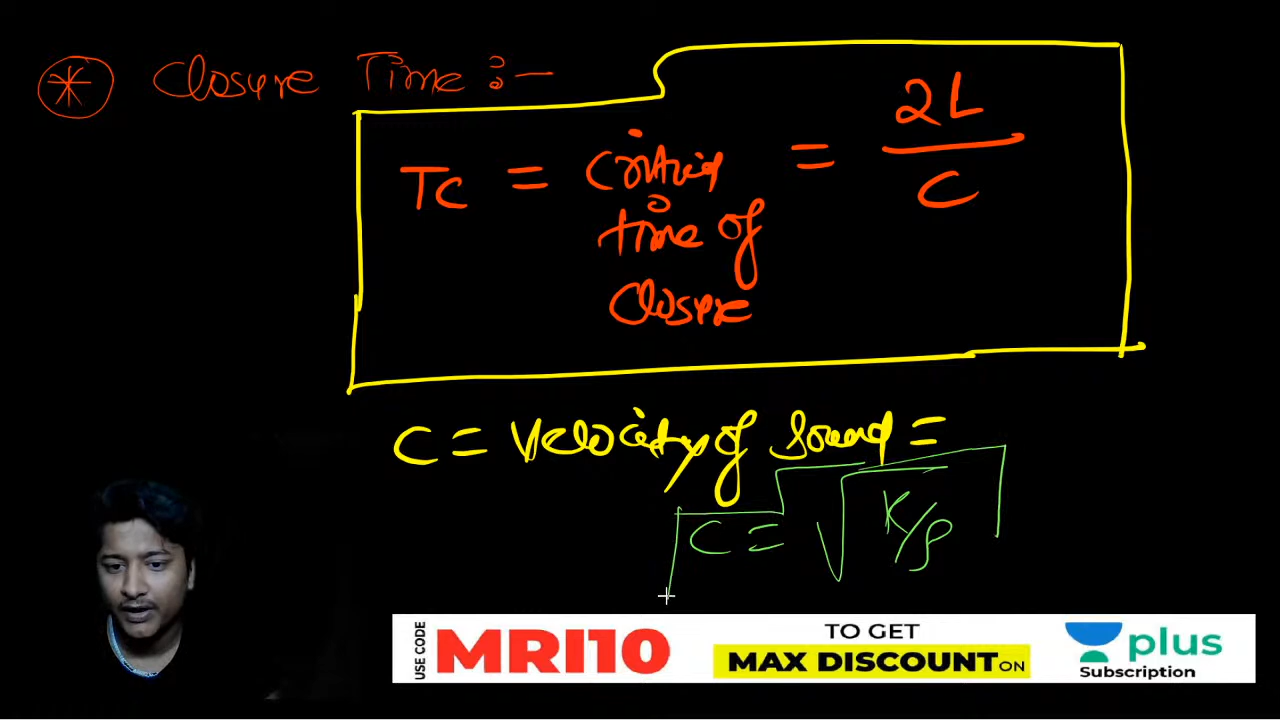 Closure Time :-
TC = Critical time of Closure = 2L/C
C = Velocity of Sound =
C = √K/ρ
USE CODE
MRI10
TO GET
MAX DISCOUNT ON
plus
Subscription